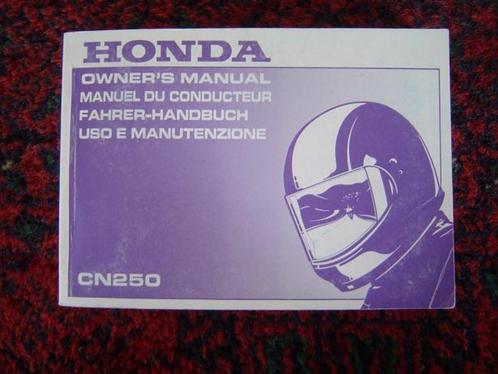 HONDA
OWNER'S MANUAL
MANUEL DU CONDUCTEUR
FAHRER-HANDBUCH
USO E MANUTENZIONE
CN250